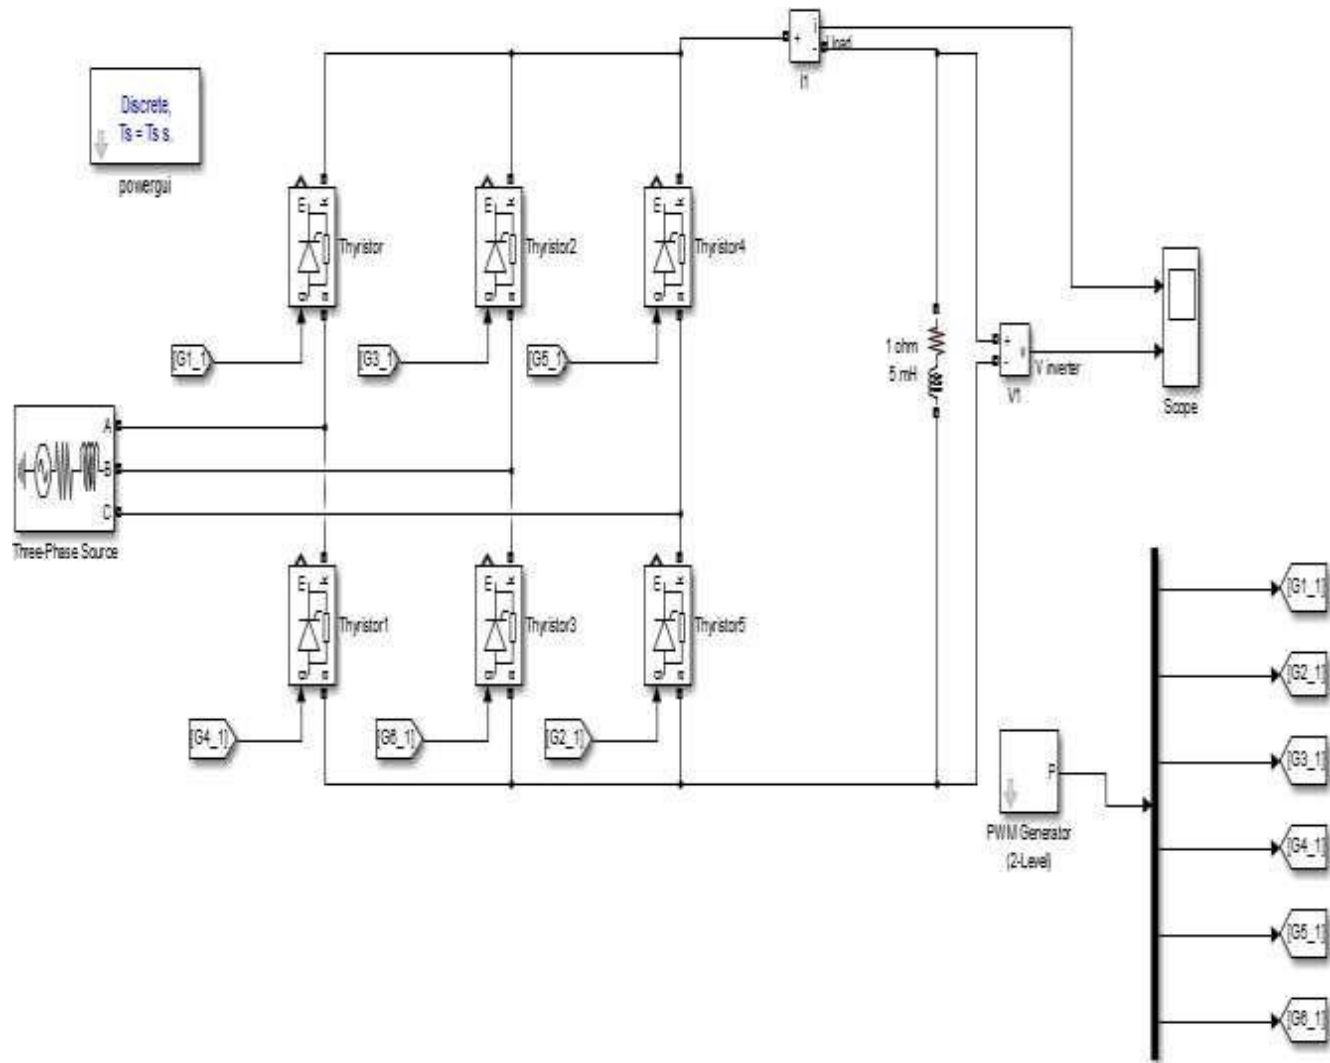 Discrete,
Ts = Ts s.
powergui
+
i
-
I load
I1
E
k
g
a
Thyristor
E
k
g
a
Thyristor2
E
k
g
a
Thyristor4
[G1_1
[G3_1
[G5_1
1 ohm
5 mH
+
-
v
V inverter
V1
Scope
A
B
C
Three-Phase Source
E
k
g
a
Thyristor1
E
k
g
a
Thyristor3
E
k
g
a
Thyristor5
[G4_1]
[G6_1]
[G2_1]
P
PWM Generator
(2-Level)
[G1_1]
[G2_1]
[G3_1]
[G4_1]
[G5_1]
[G6_1]